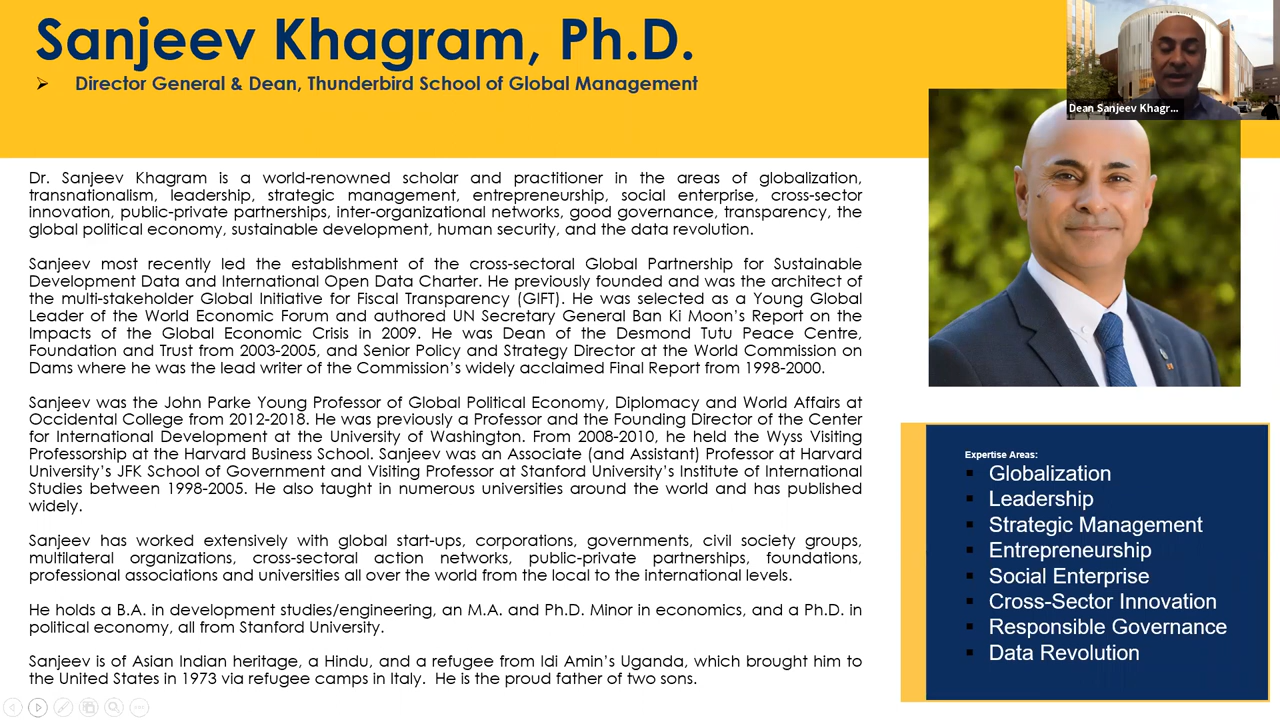 Sanjeev Khagram, Ph.D.
Director General & Dean, Thunderbird School of Global Management
Dean Sanjeev Khagr...
Dr. Sanjeev Khagram is a world-renowned scholar and practitioner in the areas of globalization,
transnationalism, leadership, strategic management, entrepreneurship, social enterprise, cross-sector
innovation, public-private partnerships, inter-organizational networks, good governance, transparency, the
global political economy, sustainable development, human security, and the data revolution.
Sanjeev most recently led the establishment of the cross-sectoral Global Partnership for Sustainable
Development Data and International Open Data Charter. He previously founded and was the architect of
the multi-stakeholder Global Initiative for Fiscal Transparency (GIFT). He was selected as a Young Global
Leader of the World Economic Forum and authored UN Secretary General Ban Ki Moon's Report on the
Impacts of the Global Economic Crisis in 2009. He was Dean of the Desmond Tutu Peace Centre,
Foundation and Trust from 2003-2005, and Senior Policy and Strategy Director at the World Commission on
Dams where he was the lead writer of the Commission's widely acclaimed Final Report from 1998-2000.
Sanjeev was the John Parke Young Professor of Global Political Economy, Diplomacy and World Affairs at
Occidental College from 2012-2018. He was previously a Professor and the Founding Director of the Center
for International Development at the University of Washington. From 2008-2010, he held the Wyss Visiting
Professorship at the Harvard Business School. Sanjeev was an Associate (and Assistant) Professor at Harvard
University's JFK School of Government and Visiting Professor at Stanford University's Institute of International
Studies between 1998-2005. He also taught in numerous universities around the world and has published
widely.
Sanjeev has worked extensively with global start-ups, corporations, governments, civil society groups,
multilateral organizations, cross-sectoral action networks, public-private partnerships, foundations,
professional associations and universities all over the world from the local to the international levels.
He holds a B.A. in development studies/engineering, an M.A. and Ph.D. Minor in economics, and a Ph.D. in
political economy, all from Stanford University.
Sanjeev is of Asian Indian heritage, a Hindu, and a refugee from Idi Amin's Uganda, which brought him to
the United States in 1973 via refugee camps in Italy. He is the proud father of two sons.
Expertise Areas:
Globalization
Leadership
Strategic Management
Entrepreneurship
Social Enterprise
Cross-Sector Innovation
Responsible Governance
Data Revolution